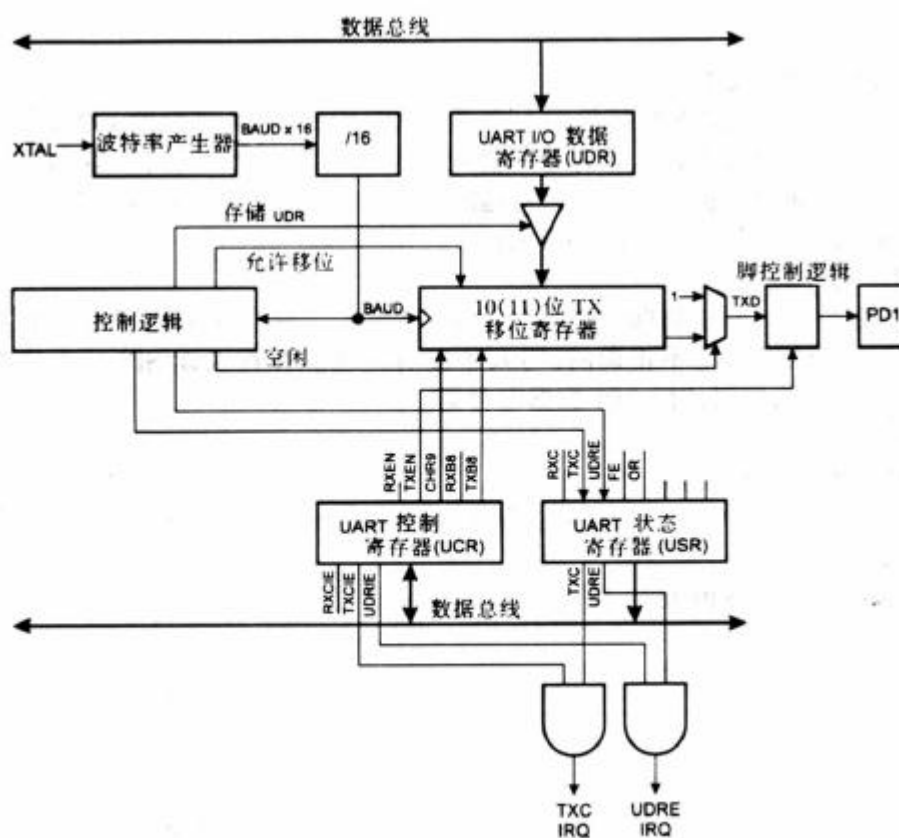 数据总线
XTAL
波特率产生器
BAUD × 16
/16
UART I/O 数据
寄存器(UDR)
存储 UDR
允许移位
控制逻辑
BAUD
10(11)位 TX
移位寄存器
1
TXD
脚控制逻辑
PD1
空闲
RXEN
TXEN
CHR9
RXB8
TXB8
RXC
TXC
UDRE
FE
OR
UART 控制
寄存器(UCR)
UART 状态
寄存器(USR)
RXCIE
TXCIE
UDRIE
TXC
UDRE
数据总线
TXC
IRQ
UDRE
IRQ